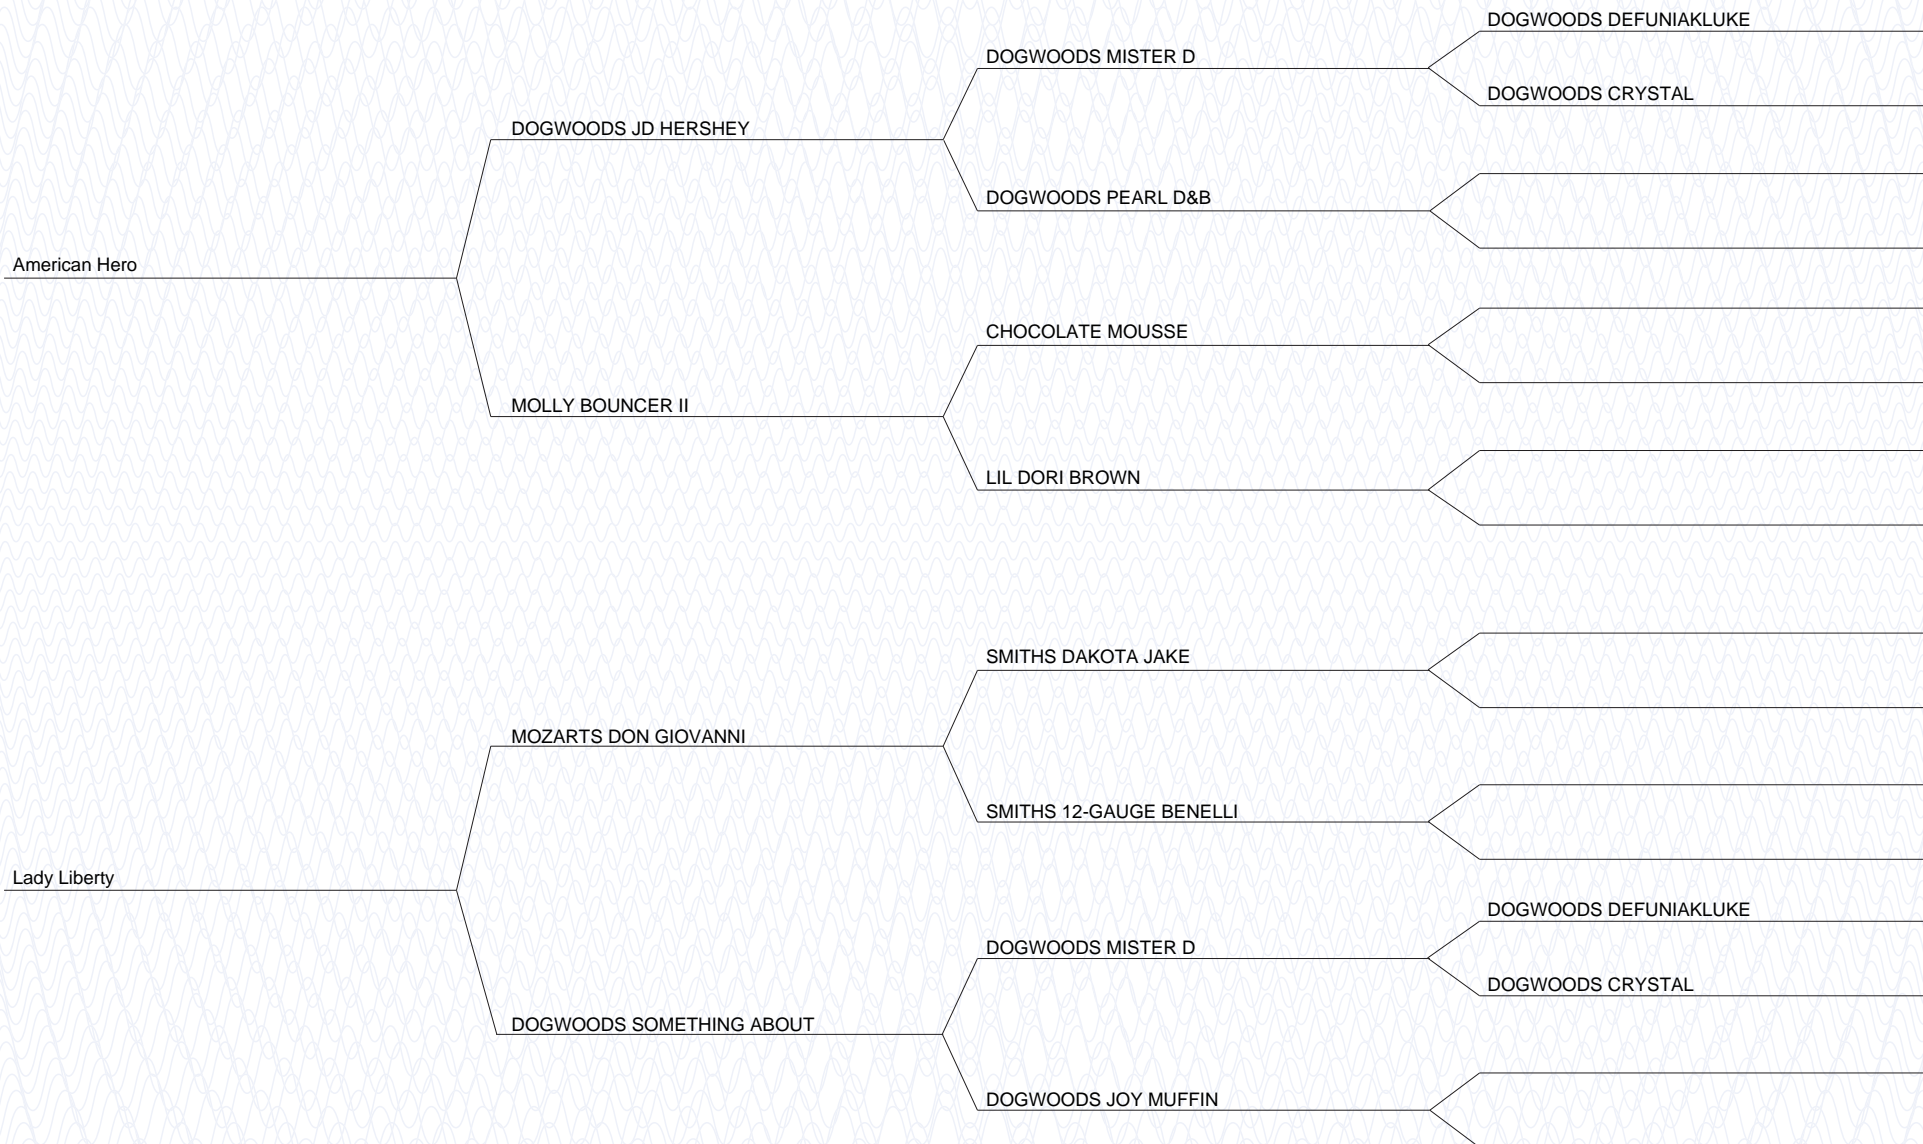 DOGWOODS DEFUNIAKLUKE
DOGWOODS MISTER D
DOGWOODS CRYSTAL
DOGWOODS JD HERSHEY
DOGWOODS PEARL D&B
American Hero
CHOCOLATE MOUSSE
MOLLY BOUNCER II
LIL DORI BROWN
SMITHS DAKOTA JAKE
MOZARTS DON GIOVANNI
SMITHS 12-GAUGE BENELLI
Lady Liberty
DOGWOODS DEFUNIAKLUKE
DOGWOODS MISTER D
DOGWOODS CRYSTAL
DOGWOODS SOMETHING ABOUT
DOGWOODS JOY MUFFIN